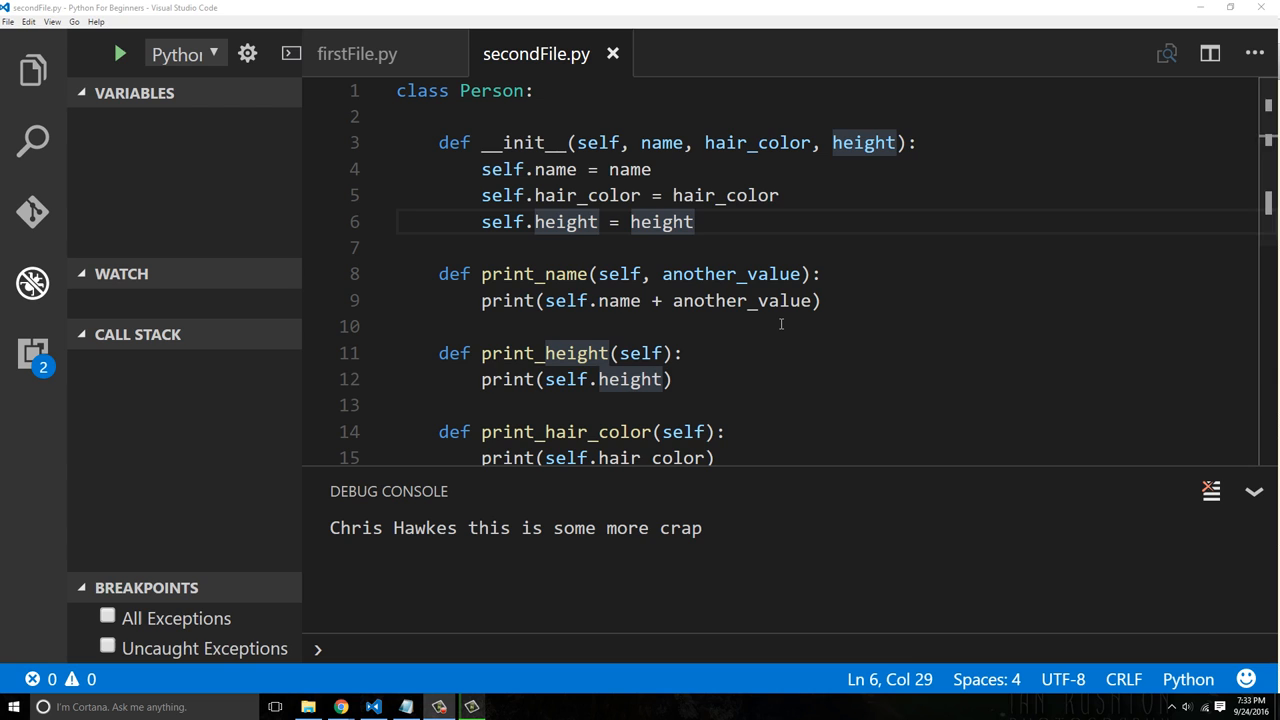 secondFile.py - Python For Beginners - Visual Studio Code
File Edit View Go Help
Python
firstFile.py
secondFile.py
VARIABLES
WATCH
CALL STACK
2
BREAKPOINTS
All Exceptions
Uncaught Exceptions
1 class Person:
2
3 def __init__(self, name, hair_color, height):
4 self.name = name
5 self.hair_color = hair_color
6 self.height = height
7
8 def print_name(self, another_value):
9 print(self.name + another_value)
10
11 def print_height(self):
12 print(self.height)
13
14 def print_hair_color(self):
15 print(self.hair_color)
DEBUG CONSOLE
Chris Hawkes this is some more crap
0 0
Ln 6, Col 29 Spaces: 4 UTF-8 CRLF Python
I'm Cortana. Ask me anything.
7:33 PM
9/24/2016